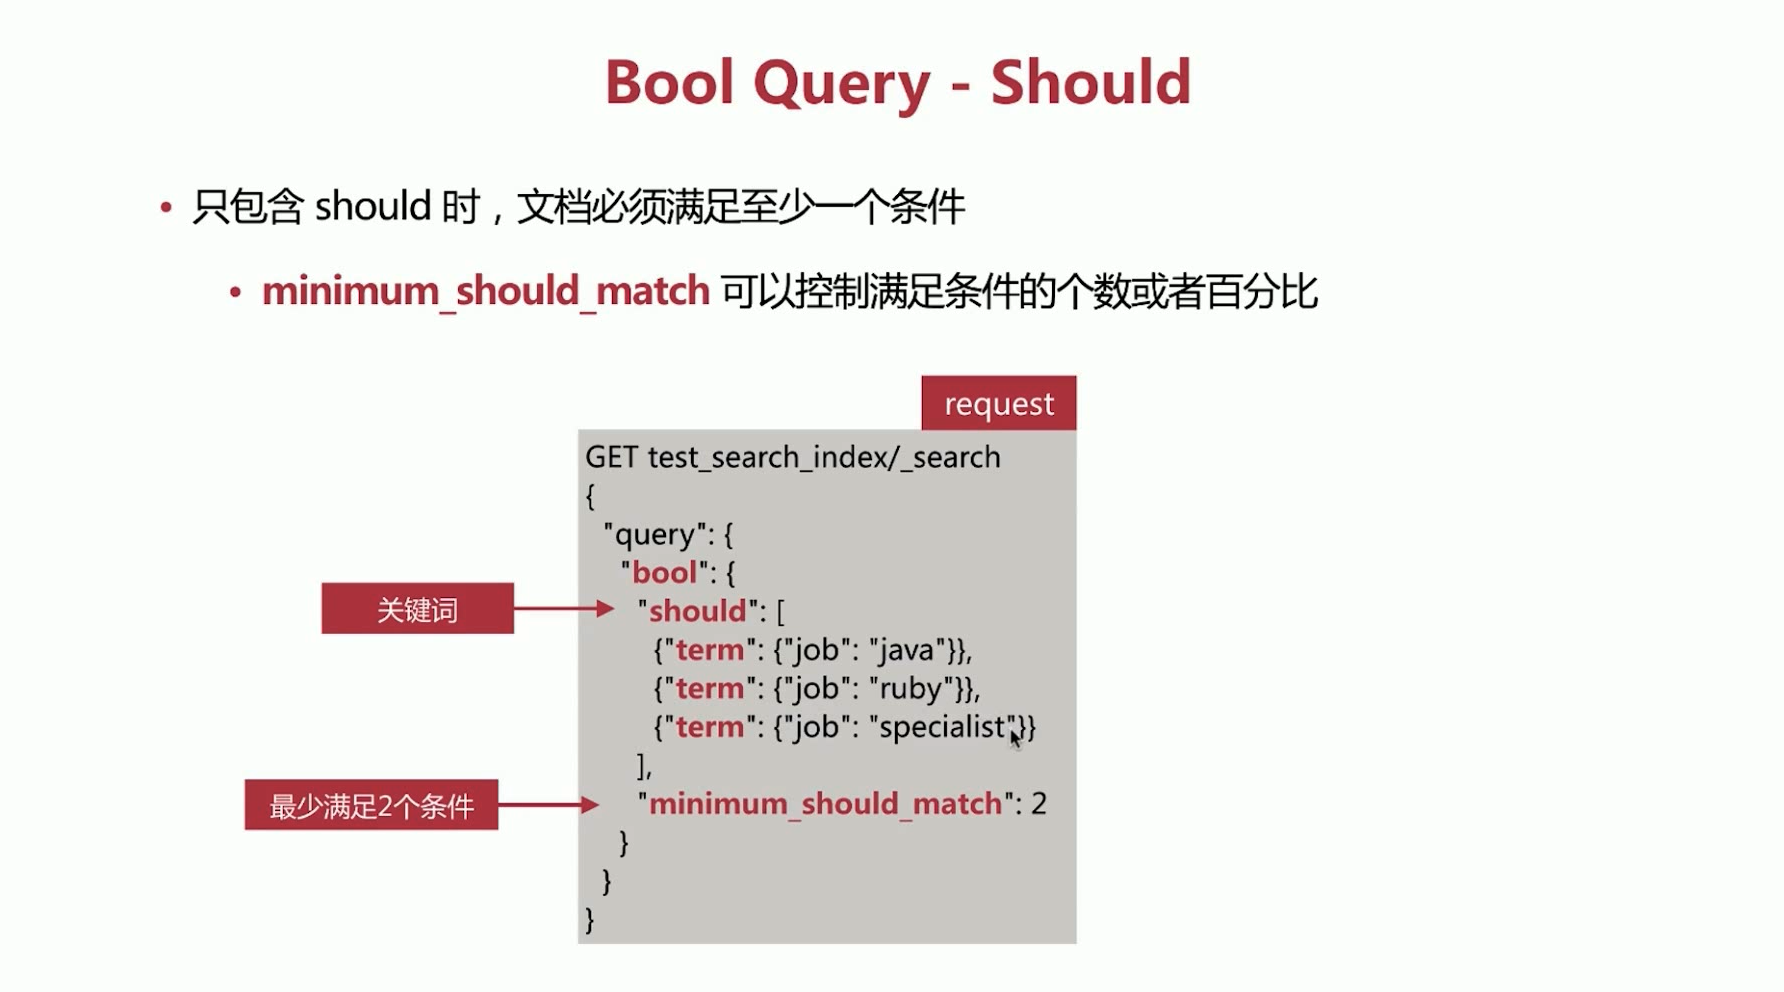 Bool Query - Should
• 只包含 should 时，文档必须满足至少一个条件
• minimum_should_match 可以控制满足条件的个数或者百分比
request
GET test_search_index/_search
{
"query": {
"bool": {
关键词
"should": [
{"term": {"job": "java"}},
{"term": {"job": "ruby"}},
{"term": {"job": "specialist"}}
],
最少满足2个条件
"minimum_should_match": 2
}
}
}